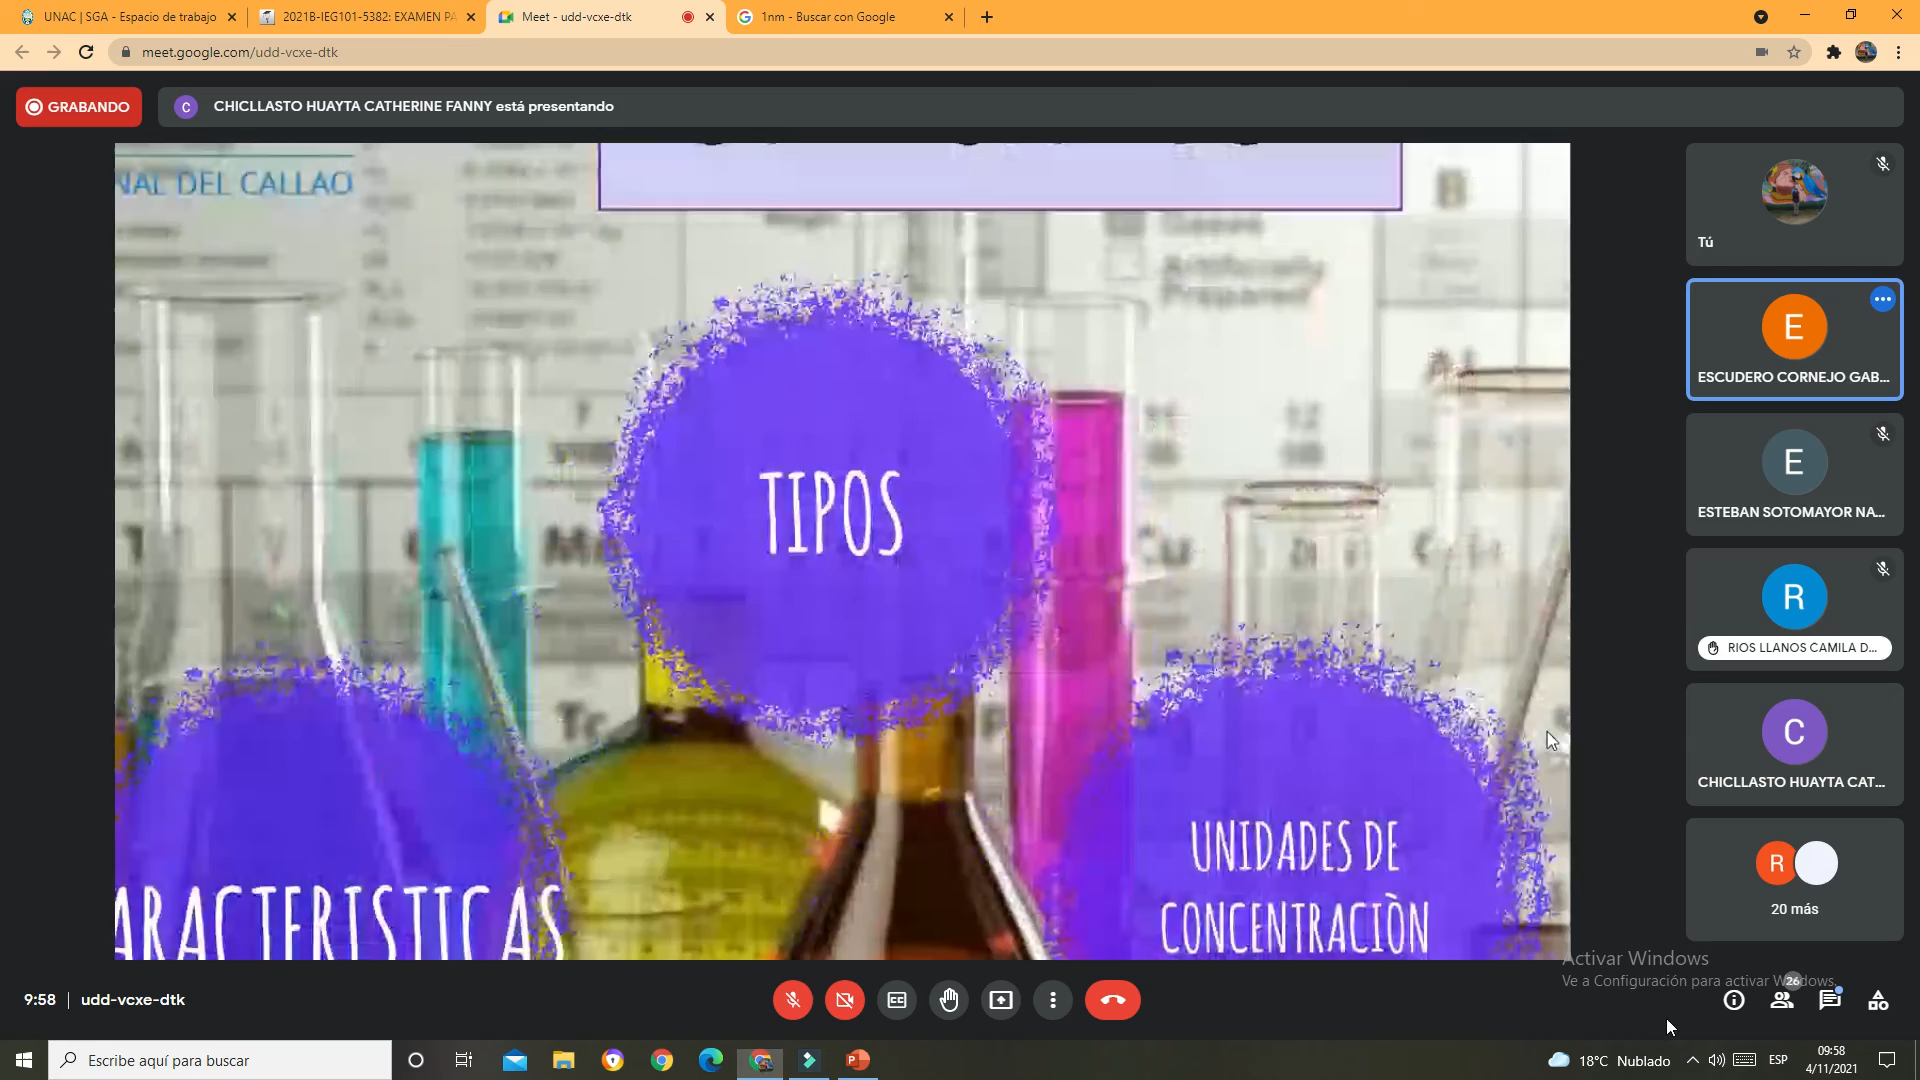 UNAC | SGA - Espacio de trabajo
2021B-IEG101-5382: EXAMEN PA
Meet - udd-vcxe-dtk
1nm - Buscar con Google
meet.google.com/udd-vcxe-dtk
GRABANDO
C
CHICLLASTO HUAYTA CATHERINE FANNY está presentando
NAL DEL CALLAO
B
TIPOS
UNIDADES DE
CONCENTRACIÒN
ARACTERISTICAS
Tú
E
ESCUDERO CORNEJO GAB...
E
ESTEBAN SOTOMAYOR NA...
R
RIOS LLANOS CAMILA D...
C
CHICLLASTO HUAYTA CAT...
R
20 más
Activar Windows
Ve a Configuración para activar Windows.
9:58
udd-vcxe-dtk
26
Escribe aquí para buscar
18°C Nublado
ESP
09:58
4/11/2021